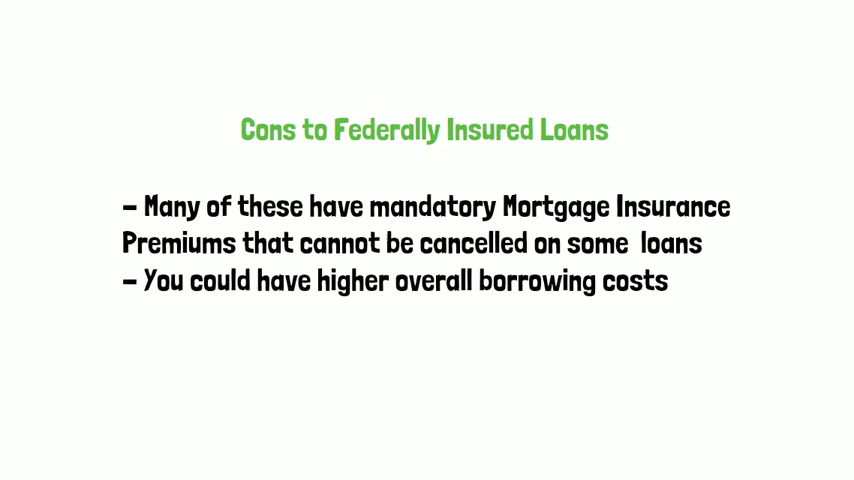 Cons to Federally Insured Loans
– Many of these have mandatory Mortgage Insurance
Premiums that cannot be cancelled on some loans
– You could have higher overall borrowing costs